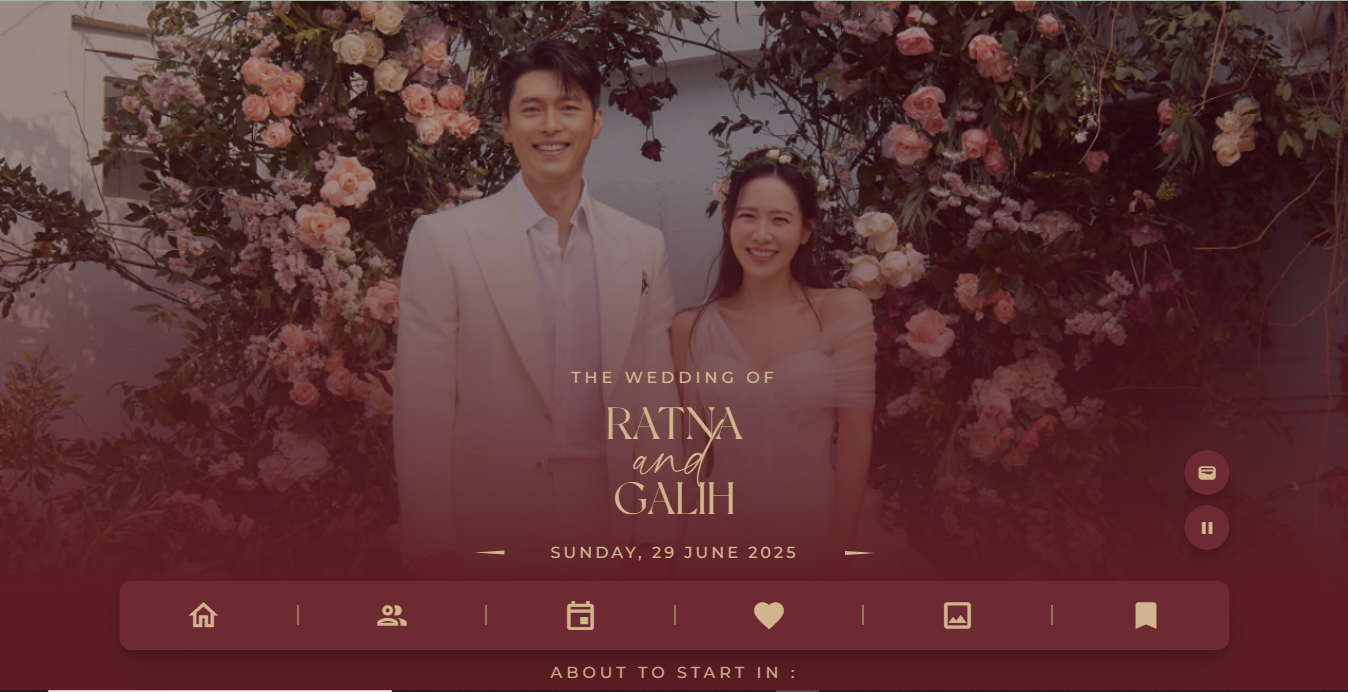 THE WEDDING OF
RATNA
and
GALIH
SUNDAY, 29 JUNE 2025
ABOUT TO START IN :